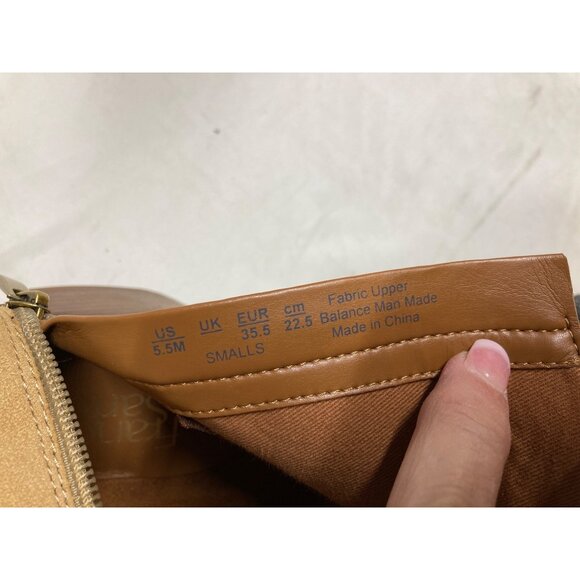 US UK EUR cm
5.5M 35.5 22.5
SMALLS
Fabric Upper
Balance Man Made
Made in China